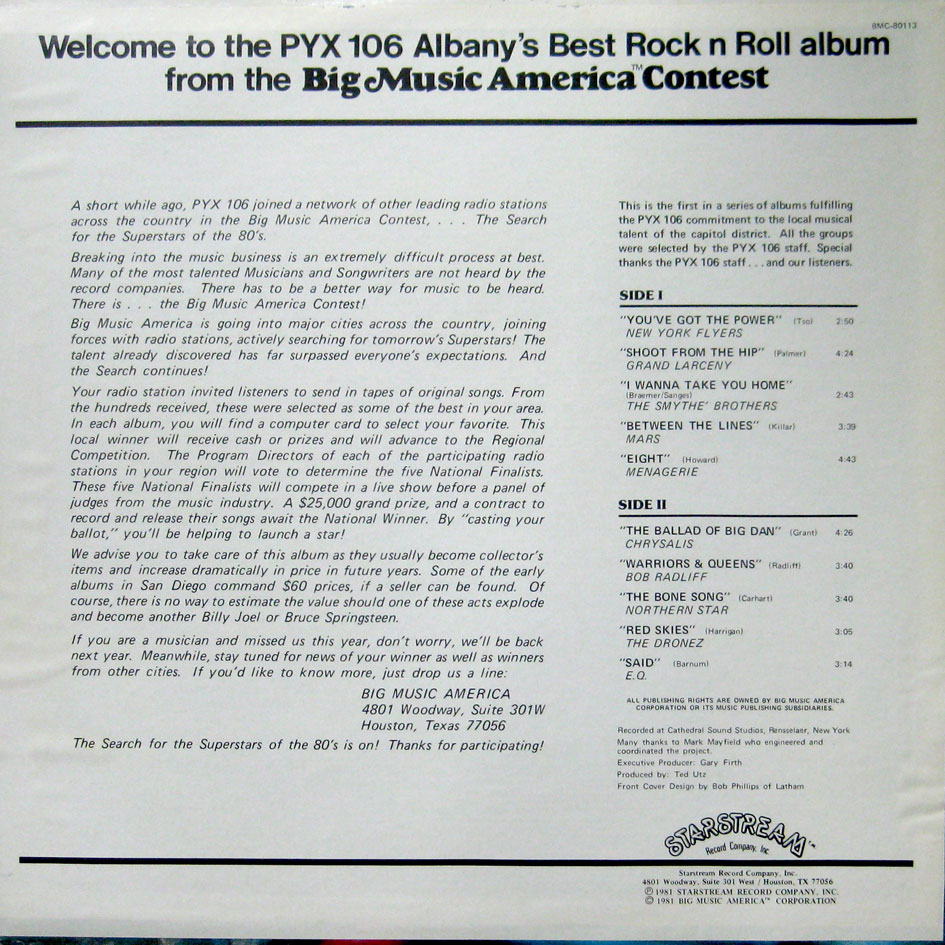 BMC-80113
Welcome to the PYX 106 Albany's Best Rock n Roll album
from the Big Music America™ Contest
A short while ago, PYX 106 joined a network of other leading radio stations
across the country in the Big Music America Contest, . . . The Search
for the Superstars of the 80's.
Breaking into the music business is an extremely difficult process at best.
Many of the most talented Musicians and Songwriters are not heard by the
record companies. There has to be a better way for music to be heard.
There is . . . the Big Music America Contest!
Big Music America is going into major cities across the country, joining
forces with radio stations, actively searching for tomorrow's Superstars! The
talent already discovered has far surpassed everyone's expectations. And
the Search continues!
Your radio station invited listeners to send in tapes of original songs. From
the hundreds received, these were selected as some of the best in your area.
In each album, you will find a computer card to select your favorite. This
local winner will receive cash or prizes and will advance to the Regional
Competition. The Program Directors of each of the participating radio
stations in your region will vote to determine the five National Finalists.
These five National Finalists will compete in a live show before a panel of
judges from the music industry. A $25,000 grand prize, and a contract to
record and release their songs await the National Winner. By "casting your
ballot," you'll be helping to launch a star!
We advise you to take care of this album as they usually become collector's
items and increase dramatically in price in future years. Some of the early
albums in San Diego command $60 prices, if a seller can be found. Of
course, there is no way to estimate the value should one of these acts explode
and become another Billy Joel or Bruce Springsteen.
If you are a musician and missed us this year, don't worry, we'll be back
next year. Meanwhile, stay tuned for news of your winner as well as winners
from other cities. If you'd like to know more, just drop us a line:
BIG MUSIC AMERICA
4801 Woodway, Suite 301W
Houston, Texas 77056
The Search for the Superstars of the 80's is on! Thanks for participating!
This is the first in a series of albums fulfilling
the PYX 106 commitment to the local musical
talent of the capitol district. All the groups
were selected by the PYX 106 staff. Special
thanks the PYX 106 staff . . . and our listeners.
SIDE I
"YOU'VE GOT THE POWER" (Tso) 2:50
NEW YORK FLYERS
"SHOOT FROM THE HIP" (Palmer) 4:24
GRAND LARCENY
"I WANNA TAKE YOU HOME"
(Braemer/Sanges) 2:43
THE SMYTHE' BROTHERS
"BETWEEN THE LINES" (Killar) 3:39
MARS
"EIGHT" (Howard) 4:43
MENAGERIE
SIDE II
"THE BALLAD OF BIG DAN" (Grant) 4:26
CHRYSALIS
"WARRIORS & QUEENS" (Radliff) 3:40
BOB RADLIFF
"THE BONE SONG" (Carhart) 3:40
NORTHERN STAR
"RED SKIES" (Harrigan) 3:05
THE DRONEZ
"SAID" (Barnum) 3:14
E.Q.
ALL PUBLISHING RIGHTS ARE OWNED BY BIG MUSIC AMERICA
CORPORATION OR ITS MUSIC PUBLISHING SUBSIDIARIES.
Recorded at Cathedral Sound Studios, Rensselaer, New York
Many thanks to Mark Mayfield who engineered and
coordinated the project.
Executive Producer: Gary Firth
Produced by: Ted Utz
Front Cover Design by Bob Phillips of Latham
STARSTREAM
Record Company, Inc.
Starstream Record Company, Inc.
4801 Woodway, Suite 301 West / Houston, TX 77056
℗ 1981 STARSTREAM RECORD COMPANY, INC.
© 1981 BIG MUSIC AMERICA™ CORPORATION